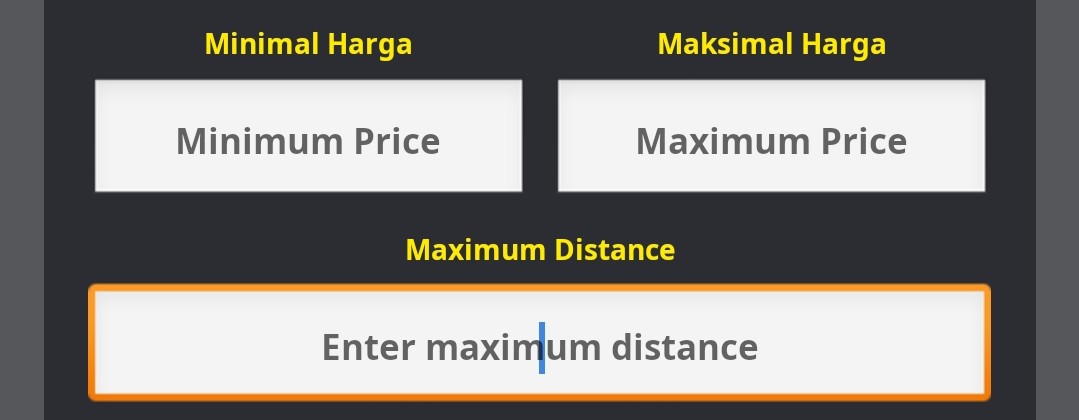 Minimal Harga
Maksimal Harga
Minimum Price
Maximum Price
Maximum Distance
Enter maximum distance